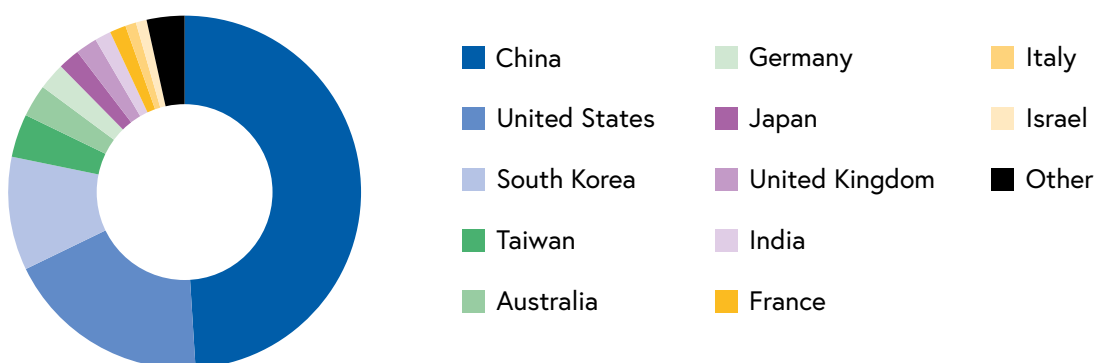 China
United States
South Korea
Taiwan
Australia
Germany
Japan
United Kingdom
India
France
Italy
Israel
Other